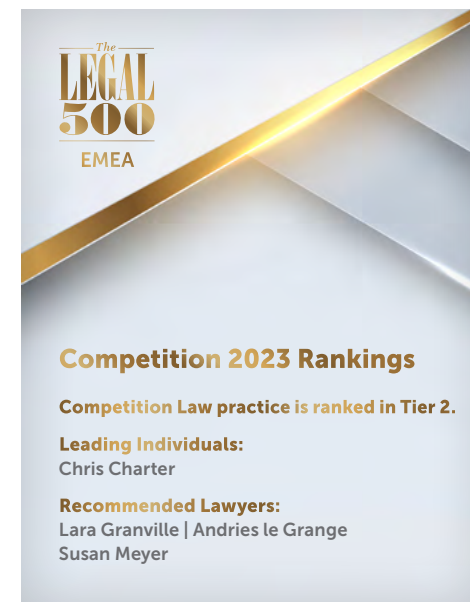 The
LEGAL
500
EMEA
Competition 2023 Rankings
Competition Law practice is ranked in Tier 2.
Leading Individuals:
Chris Charter
Recommended Lawyers:
Lara Granville | Andries le Grange
Susan Meyer